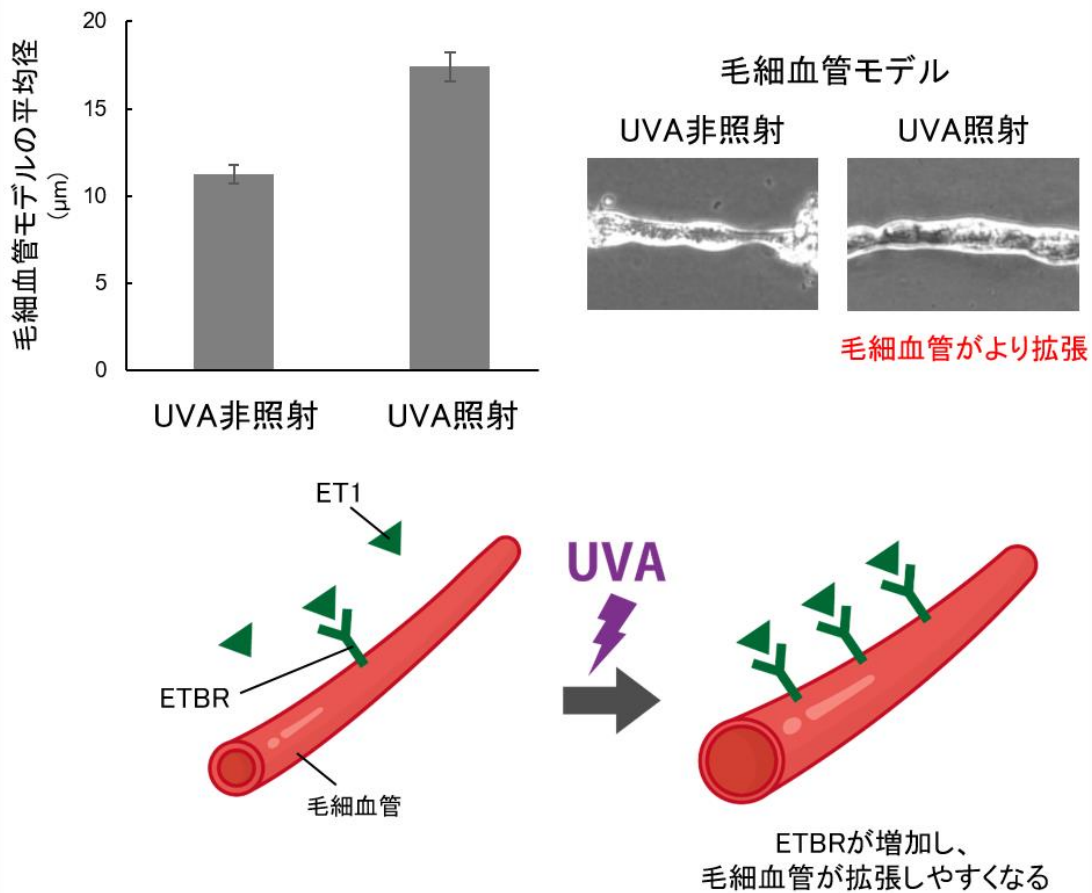 毛細血管モデルの平均径
(μm)
20
15
10
5
0
UVA非照射
UVA照射
毛細血管モデル
UVA非照射
UVA照射
毛細血管がより拡張
ET1
ETBR
毛細血管
UVA
ETBRが増加し、
毛細血管が拡張しやすくなる